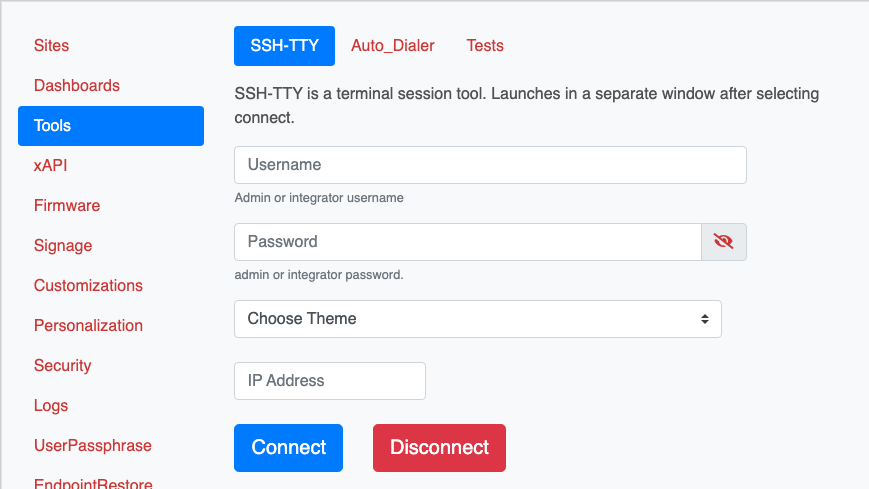 Sites
Dashboards
Tools
xAPI
Firmware
Signage
Customizations
Personalization
Security
Logs
UserPassphrase
EndpointRestore
SSH-TTY
Auto_Dialer
Tests
SSH-TTY is a terminal session tool. Launches in a separate window after selecting
connect.
Username
Admin or integrator username
Password
admin or integrator password.
Choose Theme
IP Address
Connect
Disconnect